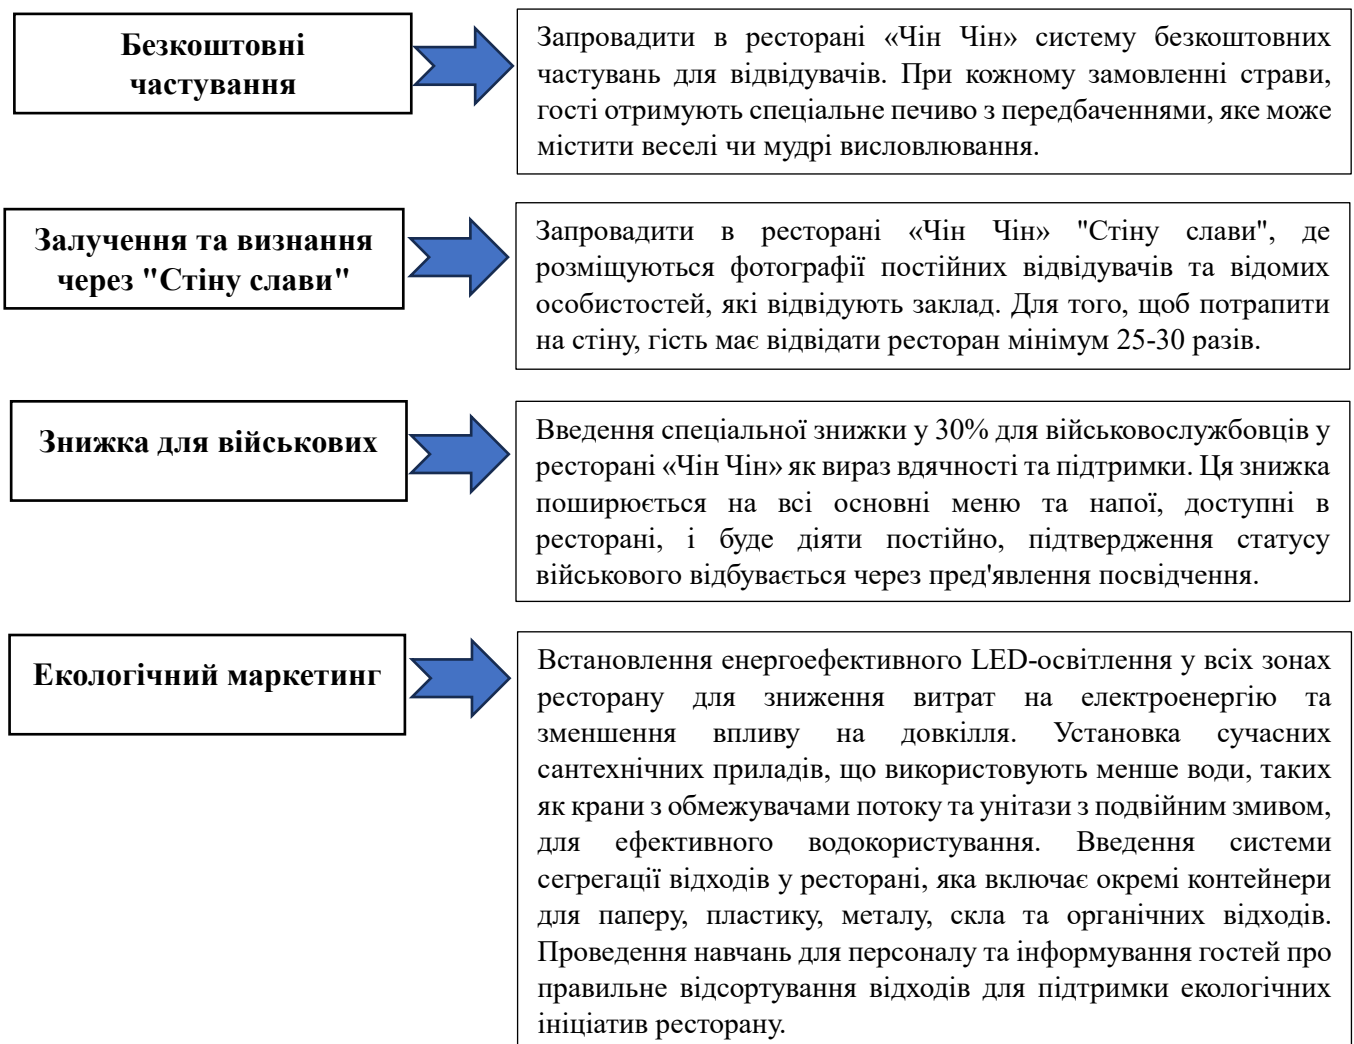 Безкоштовні
частування
Запровадити в ресторані «Чін Чін» систему безкоштовних
частувань для відвідувачів. При кожному замовленні страви,
гості отримують спеціальне печиво з передбаченнями, яке може
містити веселі чи мудрі висловлювання.
Залучення та визнання
через "Стіну слави"
Запровадити в ресторані «Чін Чін» "Стіну слави", де
розміщуються фотографії постійних відвідувачів та відомих
особистостей, які відвідують заклад. Для того, щоб потрапити
на стіну, гість має відвідати ресторан мінімум 25-30 разів.
Знижка для військових
Введення спеціальної знижки у 30% для військовослужбовців у
ресторані «Чін Чін» як вираз вдячності та підтримки. Ця знижка
поширюється на всі основні меню та напої, доступні в
ресторані, і буде діяти постійно, підтвердження статусу
військового відбувається через пред'явлення посвідчення.
Екологічний маркетинг
Встановлення енергоефективного LED-освітлення у всіх зонах
ресторану для зниження витрат на електроенергію та
зменшення впливу на довкілля. Установка сучасних
сантехнічних приладів, що використовують менше води, таких
як крани з обмежувачами потоку та унітази з подвійним змивом,
для ефективного водокористування. Введення системи
сегрегації відходів у ресторані, яка включає окремі контейнери
для паперу, пластику, металу, скла та органічних відходів.
Проведення навчань для персоналу та інформування гостей про
правильне відсортування відходів для підтримки екологічних
ініціатив ресторану.